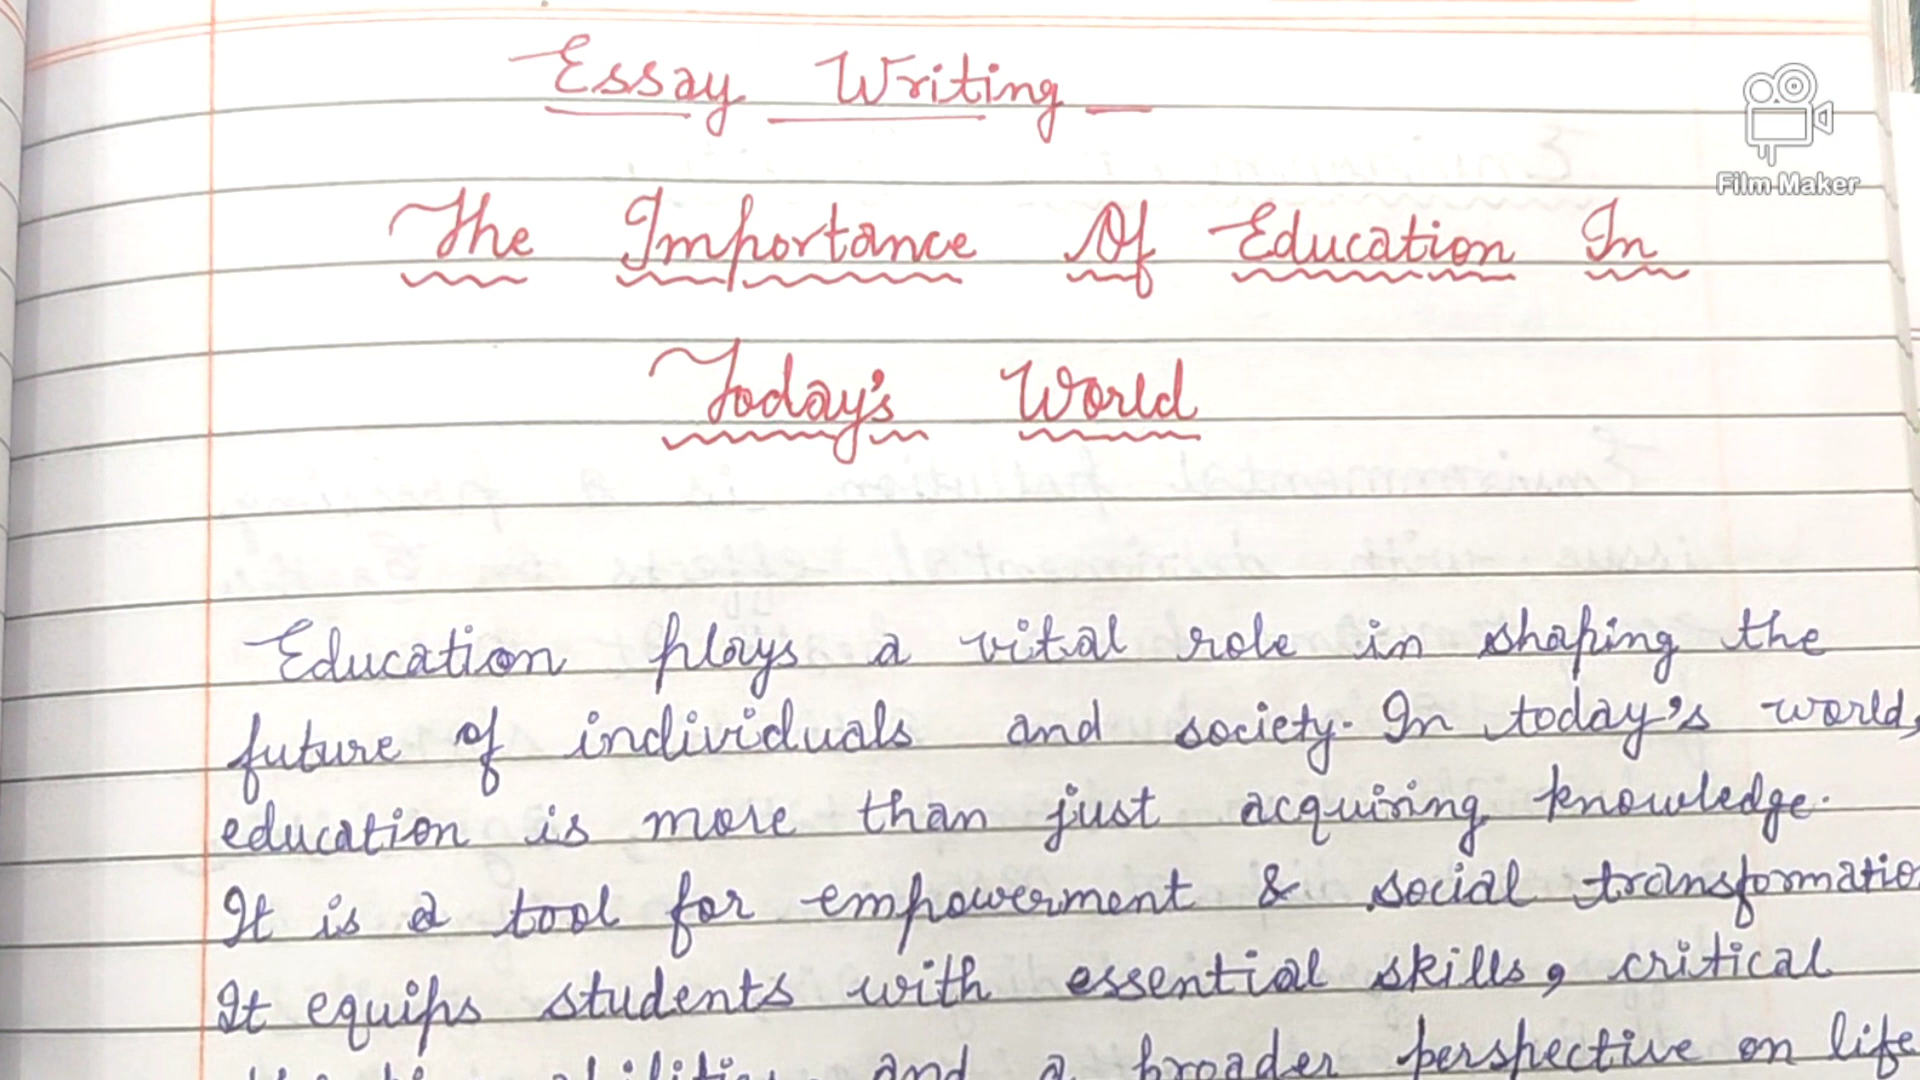 Essay Writing –
Film Maker
The Importance Of Education In
Today's World
Education plays a vital role in shaping the
future of individuals and society. In today's world,
education is more than just acquiring knowledge.
It is a tool for empowerment & social transformatio
It equips students with essential skills, critical
and a broader perspective on life